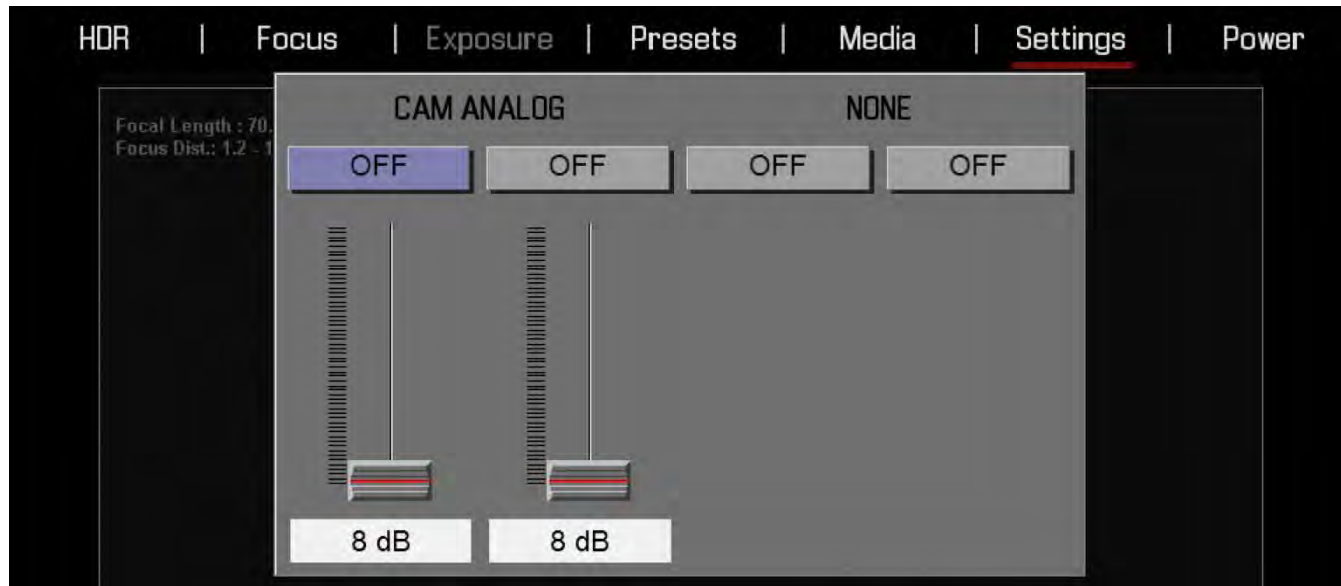 HDR | Focus | Exposure | Presets | Media | Settings | Power
Focal Length : 70.
Focus Dist.: 1.2 - 1
CAM ANALOG NONE
OFF OFF OFF OFF
8 dB 8 dB